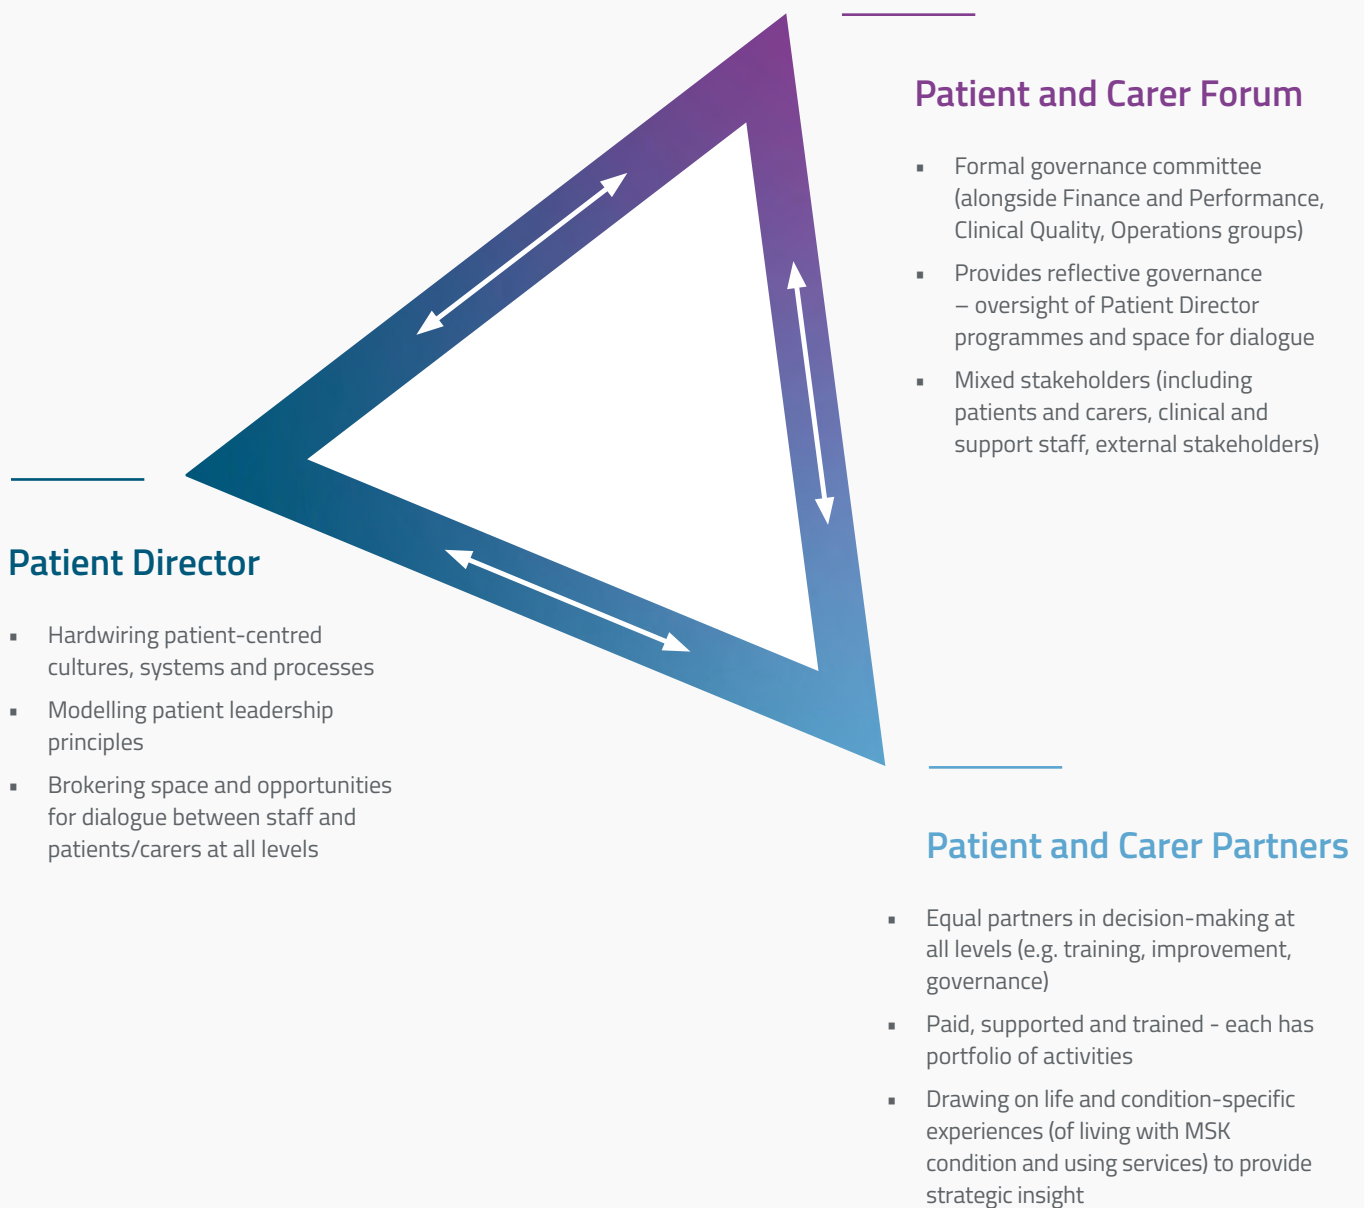 Patient and Carer Forum
▪ Formal governance committee
(alongside Finance and Performance,
Clinical Quality, Operations groups)
▪ Provides reflective governance
– oversight of Patient Director
programmes and space for dialogue
▪ Mixed stakeholders (including
patients and carers, clinical and
support staff, external stakeholders)
Patient Director
▪ Hardwiring patient-centred
cultures, systems and processes
▪ Modelling patient leadership
principles
▪ Brokering space and opportunities
for dialogue between staff and
patients/carers at all levels
Patient and Carer Partners
▪ Equal partners in decision-making at
all levels (e.g. training, improvement,
governance)
▪ Paid, supported and trained - each has
portfolio of activities
▪ Drawing on life and condition-specific
experiences (of living with MSK
condition and using services) to provide
strategic insight